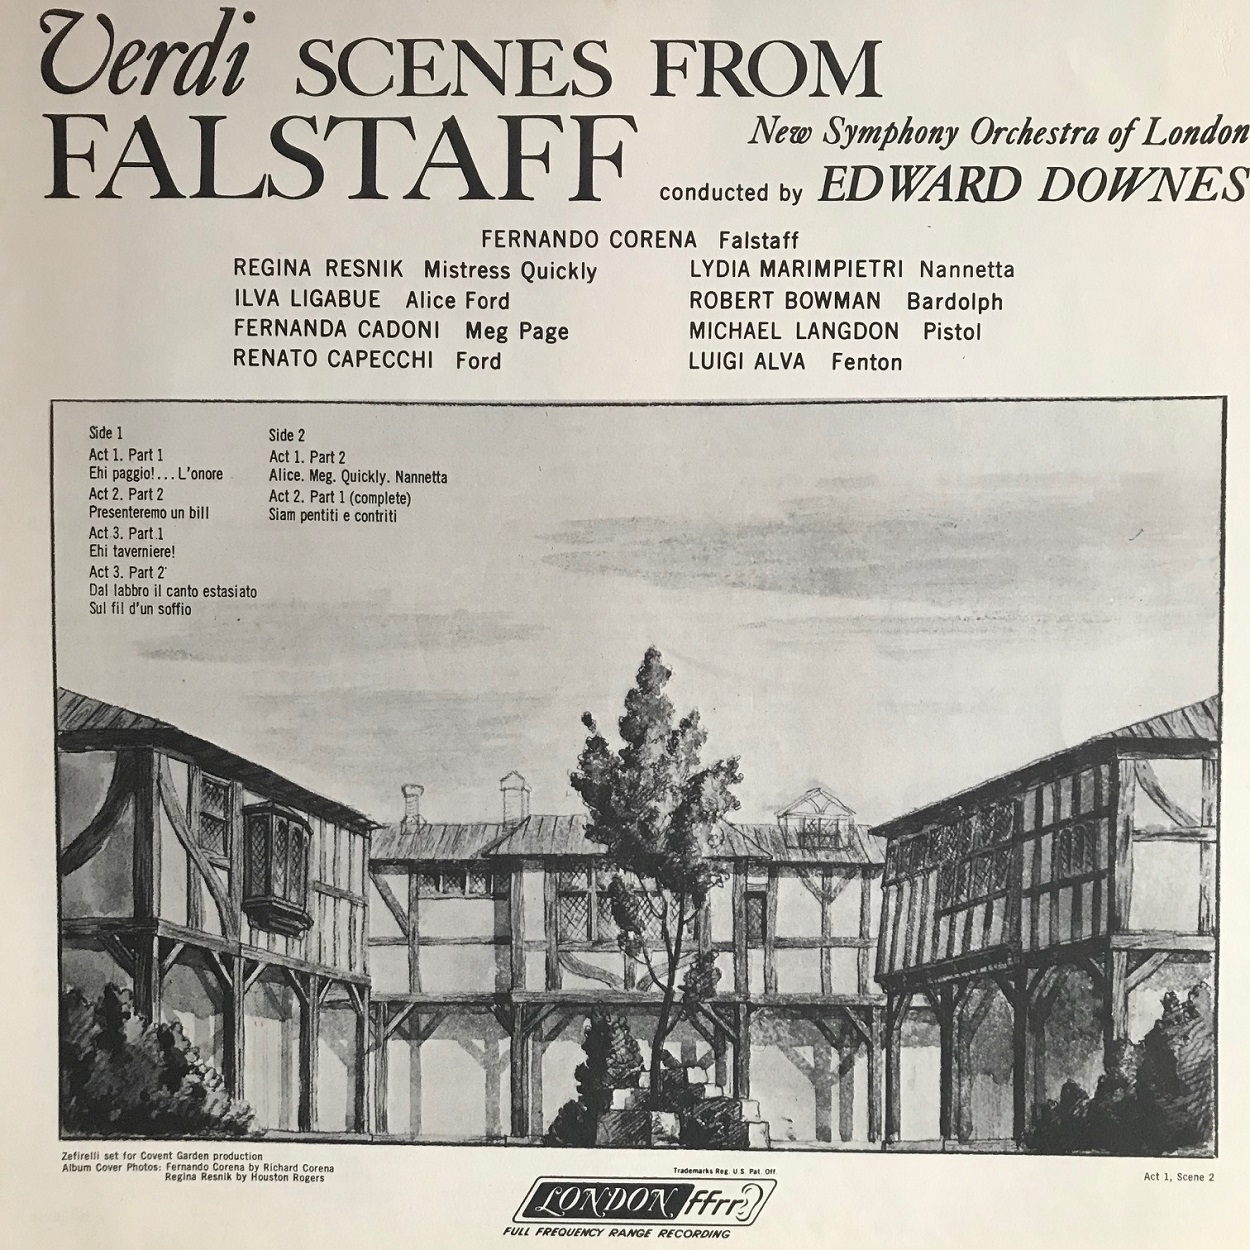 Verdi SCENES FROM
FALSTAFF
New Symphony Orchestra of London
conducted by EDWARD DOWNES
FERNANDO CORENA Falstaff
REGINA RESNIK Mistress Quickly
ILVA LIGABUE Alice Ford
FERNANDA CADONI Meg Page
RENATO CAPECCHI Ford
LYDIA MARIMPIETRI Nannetta
ROBERT BOWMAN Bardolph
MICHAEL LANGDON Pistol
LUIGI ALVA Fenton
Side 1
Act 1. Part 1
Ehi paggio!...L'onore
Act 2. Part 2
Presenteremo un bill
Act 3. Part.1
Ehi taverniere!
Act 3. Part 2
Dal labbro il canto estasiato
Sul fil d'un soffio
Side 2
Act 1. Part 2
Alice. Meg. Quickly. Nannetta
Act 2. Part 1 (complete)
Siam pentiti e contriti
Zefirelli set for Covent Garden production
Album Cover Photos: Fernando Corena by Richard Corena
Regina Resnik by Houston Rogers
Act 1, Scene 2
Trademarks Reg. U.S. Pat. Off.
LONDON ffrr
FULL FREQUENCY RANGE RECORDING